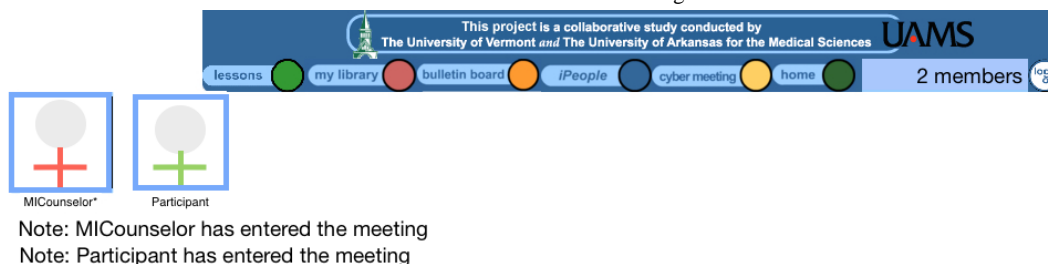 This project is a collaborative study conducted by
The University of Vermont and The University of Arkansas for the Medical Sciences
UAMS
lessons my library bulletin board iPeople cyber meeting home 2 members
MICounselor* Participant
Note: MICounselor has entered the meeting
Note: Participant has entered the meeting